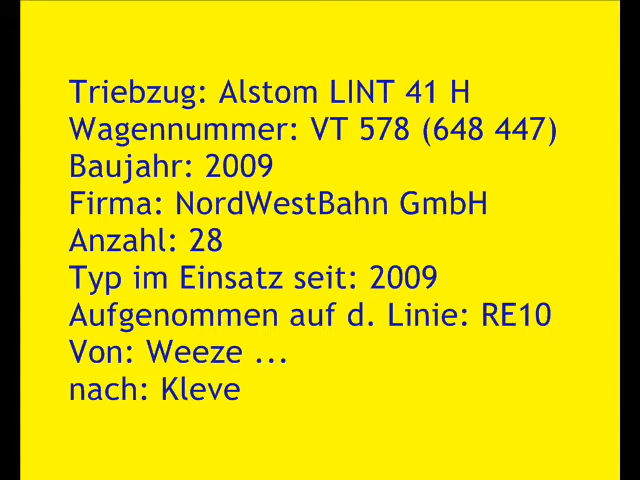 Triebzug: Alstom LINT 41 H
Wagennummer: VT 578 (648 447)
Baujahr: 2009
Firma: NordWestBahn GmbH
Anzahl: 28
Typ im Einsatz seit: 2009
Aufgenommen auf d. Linie: RE10
Von: Weeze ...
nach: Kleve